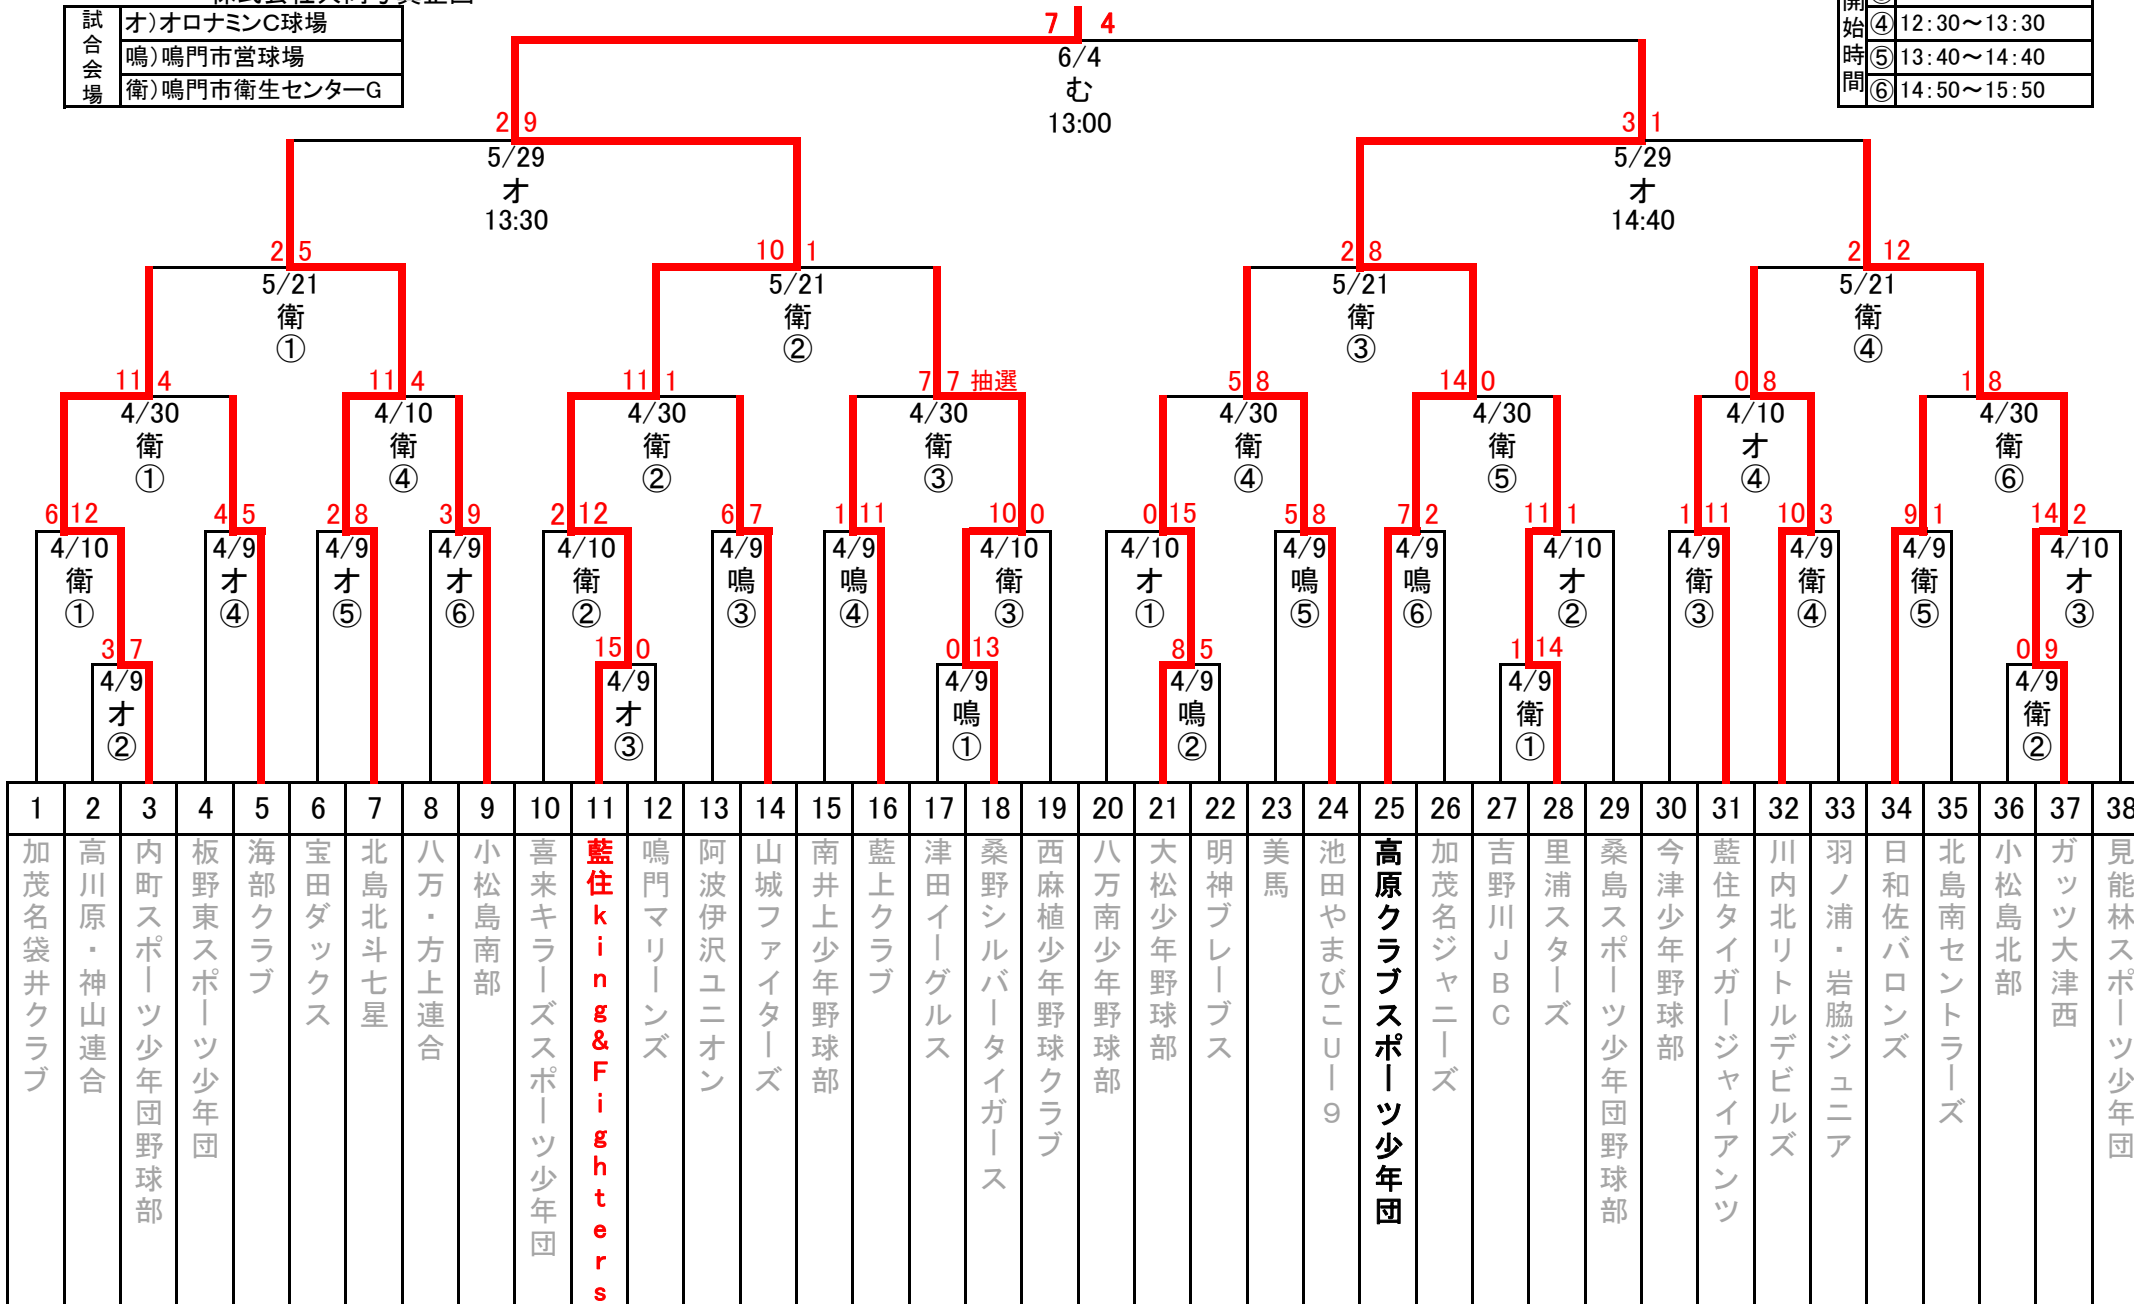 試合会場
オ)オロナミンC球場
鳴)鳴門市営球場
衛)鳴門市衛生センターG
開始時間
④ 12:30～13:30
⑤ 13:40～14:40
⑥ 14:50～15:50
7 4
6/4
む
13:00
2 9
5/29
オ
13:30
3 1
5/29
オ
14:40
2 5
5/21
衛
①
10 1
5/21
衛
②
2 8
5/21
衛
③
2 12
5/21
衛
④
11 4
4/30
衛
①
11 4
4/10
衛
④
11 1
4/30
衛
②
7 7 抽選
4/30
衛
③
5 8
4/30
衛
④
14 0
4/30
衛
⑤
0 8
4/10
オ
④
1 8
4/30
衛
⑥
6 12
4/10
衛
①
4 5
4/9
オ
④
2 8
4/9
オ
⑤
3 9
4/9
オ
⑥
2 12
4/10
衛
②
6 7
4/9
鳴
③
1 11
4/9
鳴
④
10 0
4/10
衛
③
0 15
4/10
オ
①
5 8
4/9
鳴
⑤
7 2
4/9
鳴
⑥
11 1
4/10
オ
②
1 11
4/9
衛
③
10 3
4/9
衛
④
9 1
4/9
衛
⑤
14 2
4/10
オ
③
3 7
4/9
オ
②
15 0
4/9
オ
③
0 13
4/9
鳴
①
8 5
4/9
鳴
②
1 14
4/9
衛
①
0 9
4/9
衛
②
1 加茂名袋井クラブ
2 高川原・神山連合
3 内町スポーツ少年団野球部
4 板野東スポーツ少年団
5 海部クラブ
6 宝田ダックス
7 北島北斗七星
8 八万・方上連合
9 小松島南部
10 喜来キラーズスポーツ少年団
11 藍住king&Fighters
12 鳴門マリーンズ
13 阿波伊沢ユニオン
14 山城ファイターズ
15 南井上少年野球部
16 藍上クラブ
17 津田イーグルス
18 桑野シルバータイガース
19 西麻植少年野球クラブ
20 八万南少年野球部
21 大松少年野球部
22 明神ブレーブス
23 美馬
24 池田やまびこU－9
25 高原クラブスポーツ少年団
26 加茂名ジャニーズ
27 吉野川JBC
28 里浦スターズ
29 桑島スポーツ少年団野球部
30 今津少年野球部
31 藍住タイガージャイアンツ
32 川内北リトルデビルズ
33 羽ノ浦・岩脇ジュニア
34 日和佐バロンズ
35 北島南セントラーズ
36 小松島北部
37 ガッツ大津西
38 見能林スポーツ少年団